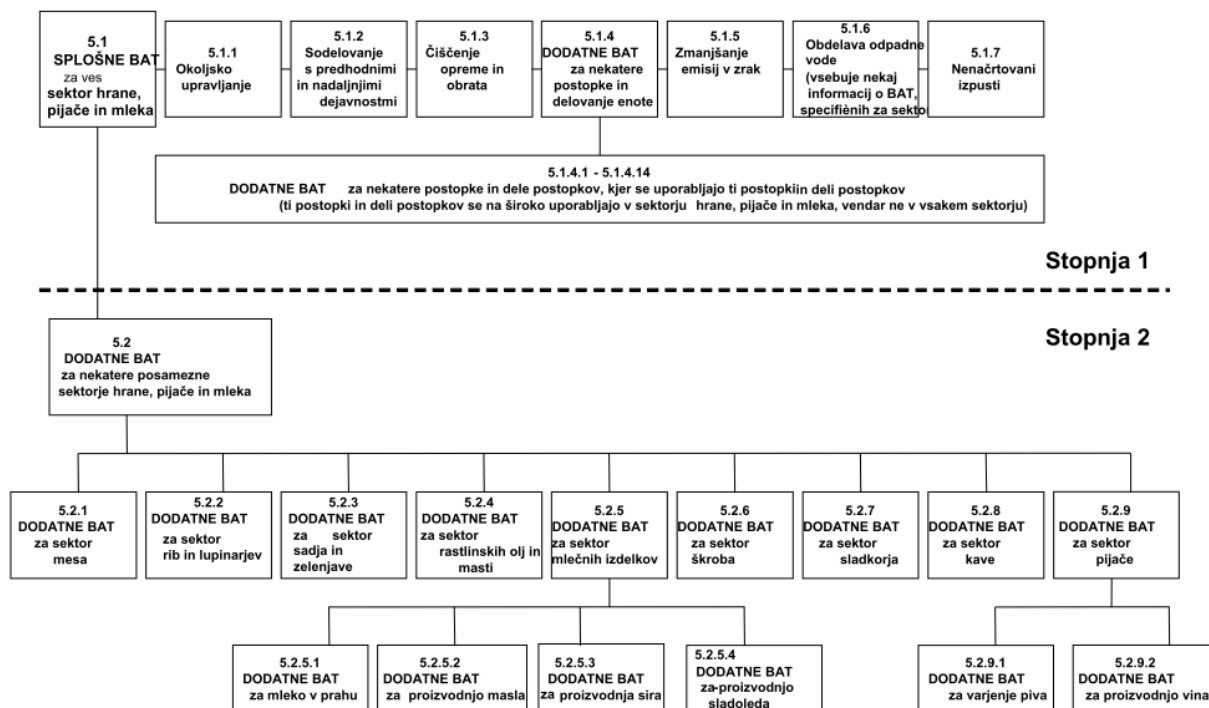 5.1
SPLOŠNE BAT
za ves
sektor hrane,
pijače in mleka
5.1.1
Okoljsko
upravljanje
5.1.2
Sodelovanje
s predhodnimi
in nadaljnjimi
dejavnostmi
5.1.3
Čiščenje
opreme in
obrata
5.1.4
DODATNE BAT
za nekatere
postopke in
delovanje enote
5.1.5
Zmanjšanje
emisij v zrak
5.1.6
Obdelava odpadne
vode
(vsebuje nekaj
informacij o BAT,
specifiènih za sektor
5.1.7
Nenačrtovani
izpusti
5.1.4.1 - 5.1.4.14
DODATNE BAT za nekatere postopke in dele postopkov, kjer se uporabljajo ti postopkiin deli postopkov
(ti postopki in deli postopkov se na široko uporabljajo v sektorju hrane, pijače in mleka, vendar ne v vsakem sektorju)
Stopnja 1
Stopnja 2
5.2
DODATNE BAT
za nekatere posamezne
sektorje hrane, pijače in mleka
5.2.1
DODATNE BAT
za sektor
mesa
5.2.2
DODATNE BAT
za sektor
rib in lupinarjev
5.2.3
DODATNE BAT
za sektor
sadja in
zelenjave
5.2.4
DODATNE BAT
za sektor
rastlinskih olj in
masti
5.2.5
DODATNE BAT
za sektor
mlečnih izdelkov
5.2.6
DODATNE BAT
za sektor
škroba
5.2.7
DODATNE BAT
za sektor
sladkorja
5.2.8
DODATNE BAT
za sektor
kave
5.2.9
DODATNE BAT
za sektor
pijače
5.2.5.1
DODATNE BAT
za mleko v prahu
5.2.5.2
DODATNE BAT
za proizvodnjo masla
5.2.5.3
DODATNE BAT
za proizvodnja sira
5.2.5.4
DODATNE BAT
za-proizvodnjo
sladoleda
5.2.9.1
DODATNE BAT
za varjenje piva
5.2.9.2
DODATNE BAT
za proizvodnjo vina